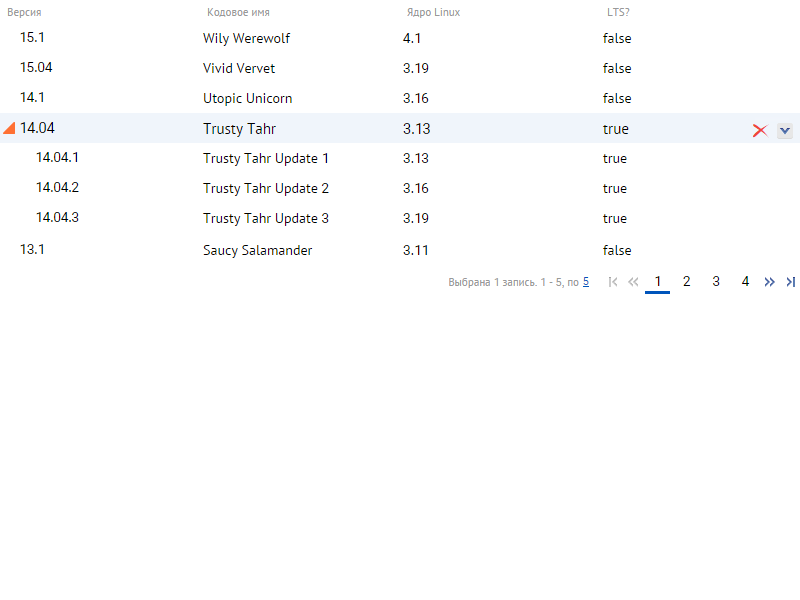 Версия Кодовое имя Ядро Linux LTS?
15.1 Wily Werewolf 4.1 false
15.04 Vivid Vervet 3.19 false
14.1 Utopic Unicorn 3.16 false
14.04 Trusty Tahr 3.13 true
14.04.1 Trusty Tahr Update 1 3.13 true
14.04.2 Trusty Tahr Update 2 3.16 true
14.04.3 Trusty Tahr Update 3 3.19 true
13.1 Saucy Salamander 3.11 false
Выбрана 1 запись. 1 - 5, по 5 1 2 3 4